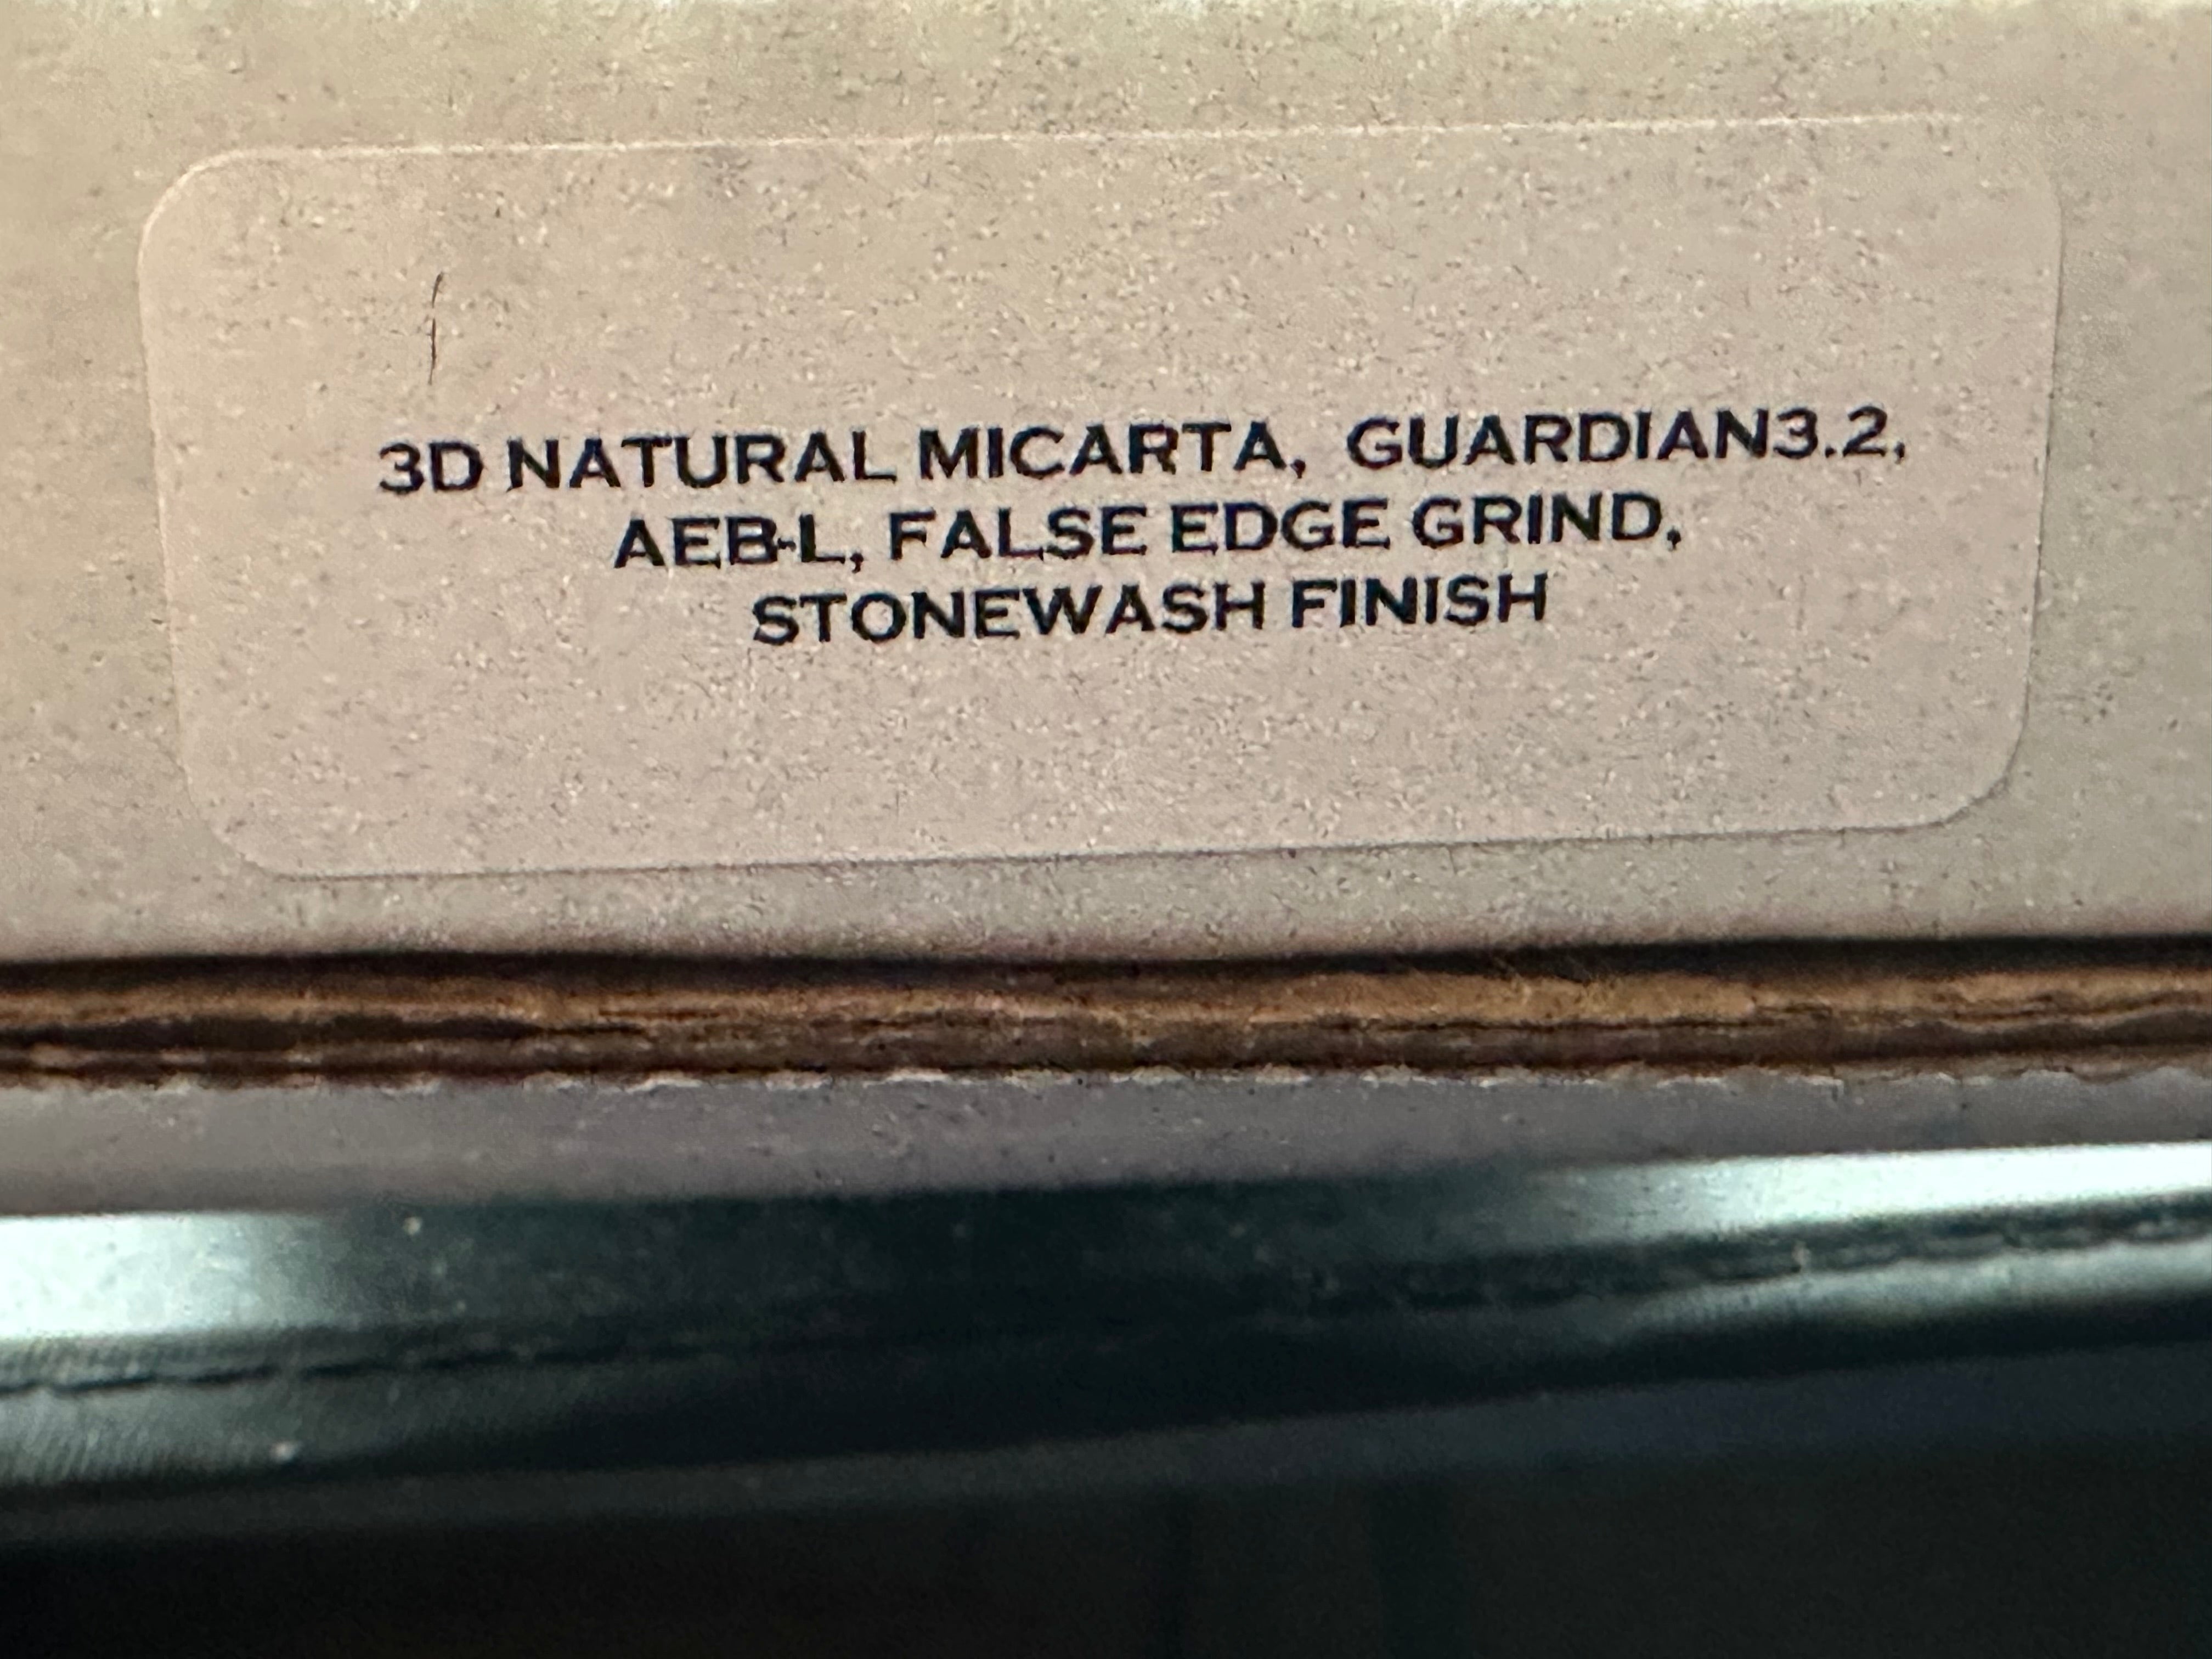 3D NATURAL MICARTA, GUARDIAN3.2,
AEB-L, FALSE EDGE GRIND,
STONEWASH FINISH